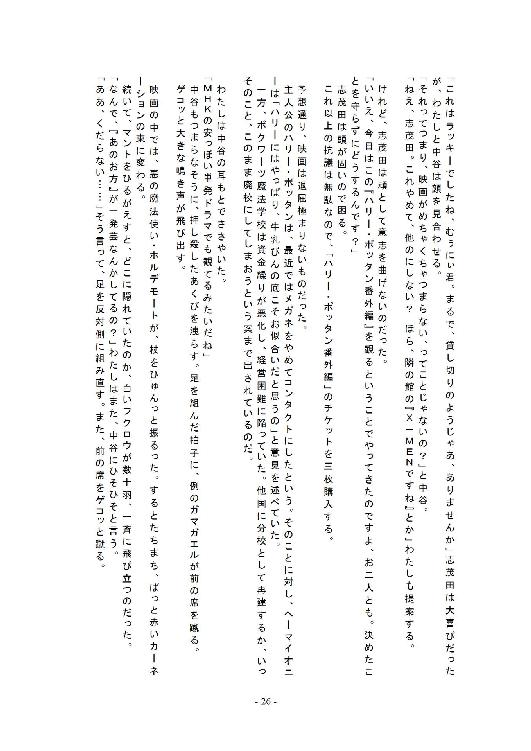 「これはラッキーでしたね、むぅにぃ君。まるで、貸し切りのようじゃあ、ありませんか」志茂田は大喜びだった
が、わたしと中谷は顔を見合わせる。
「それってつまり、映画がめちゃくちゃつまらない、ってことじゃないの？」と中谷。
「ねえ、志茂田。これやめて、他のにしない？　ほら、隣の館の『Ｘ－ＭＥＮですね』とか」わたしも提案する。
けれど、志茂田は頑として意志を曲げないのだった。
「いいえ、今日はこの『ハリー・ボッタン番外編』を観るということでやってきたのですよ、お二人とも。決めたこ
とを守らずにどうするんです？」
志茂田は頭が固いので困る。
これ以上の抗議は無駄なので、「ハリー・ボッタン番外編」のチケットを三枚購入する。
予想通り、映画は退屈極まりないものだった。
主人公のハリー・ボッタンは、最近ではメガネをやめてコンタクトにしたという。そのことに対し、ヘーマイオニ
ーは「ハリーにはやっぱり、牛乳びんの底こそお似合いだと思うの」と意見を述べていた。
一方、ボクワーツ魔法学校は資金繰りが悪化し、経営困難に陥っていた。他国に分校として再建するか、いっ
そのこと、このまま廃校にしてしまおうという案まで出されているのだ。
わたしは中谷の耳もとでささやいた。
「ＭＨＫの安っぽい単発ドラマでも観てるみたいだね」
中谷もつまらなそうに、押し殺したあくびを洩らす。足を組んだ拍子に、例のガマガエルが前の席を蹴る。
ゲコッと大きな鳴き声が飛び出す。
映画の中では、悪の魔法使い・ホルデモートが、杖をひゅんっと振るった。するとたちまち、ぱっと赤いカーネ
ーションの束に変わる。
続いて、マントをひるがえすと、どこに隠れていたのか、白いフクロウが数十羽、一斉に飛び立つのだった。
「なんで、『あのお方』が一発芸なんかしてるの？」わたしはまた、中谷にひそひそと言う。
「ああ、くだらない……」そう言って、足を反対側に組み直す。また、前の席をゲコッと蹴る。
- 26 -